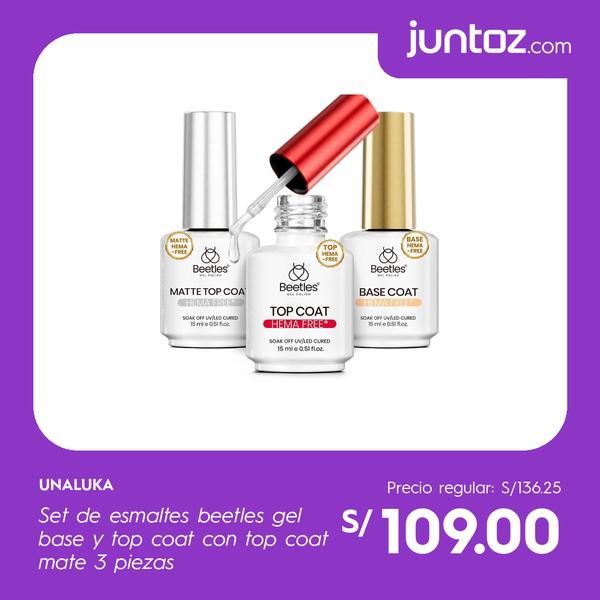 juntoz.com
MATTE
HEMA
-FREE
Beetles®
GEL POLISH
MATTE TOP COAT
HEMA FREE*
SOAK OFF UV/LED CURED
15 ml e 0.51 fl.oz.
TOP
HEMA
-FREE
Beetles®
GEL POLISH
TOP COAT
HEMA FREE*
SOAK OFF UV/LED CURED
15 ml e 0.51 fl.oz.
BASE
HEMA
-FREE
Beetles®
GEL POLISH
BASE COAT
HEMA FREE*
SOAK OFF UV/LED CURED
15 ml e 0.51 fl.oz.
UNALUKA
Set de esmaltes beetles gel
base y top coat con top coat
mate 3 piezas
Precio regular: S/136.25
S/ 109.00